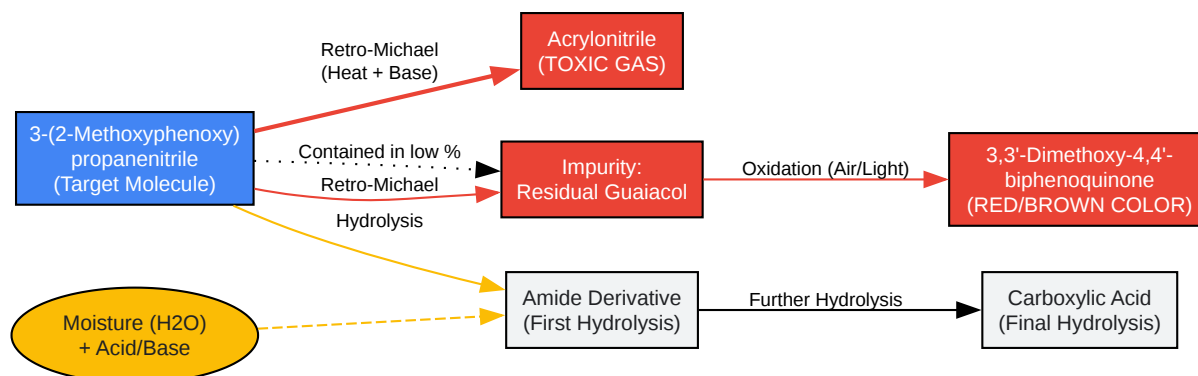 Retro-Michael
(Heat + Base)
Acrylonitrile
(TOXIC GAS)
3-(2-Methoxyphenoxy)
propanenitrile
(Target Molecule)
Contained in low %
Retro-Michael
Hydrolysis
Impurity:
Residual Guaiacol
Oxidation (Air/Light)
3,3'-Dimethoxy-4,4'-
biphenoquinone
(RED/BROWN COLOR)
Moisture (H2O)
+ Acid/Base
Amide Derivative
(First Hydrolysis)
Further Hydrolysis
Carboxylic Acid
(Final Hydrolysis)